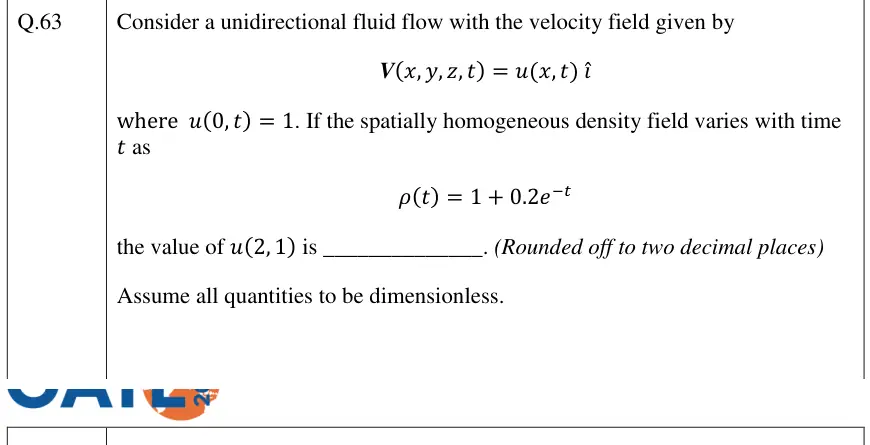 Q.63
Consider a unidirectional fluid flow with the velocity field given by
𝑽(𝑥, 𝑦, 𝑧, 𝑡) = 𝑢(𝑥, 𝑡) 𝑖̂
where 𝑢(0, 𝑡) = 1. If the spatially homogeneous density field varies with time
𝑡 as
𝜌(𝑡) = 1 + 0.2𝑒⁻ᵗ
the value of 𝑢(2, 1) is _______________. (Rounded off to two decimal places)
Assume all quantities to be dimensionless.